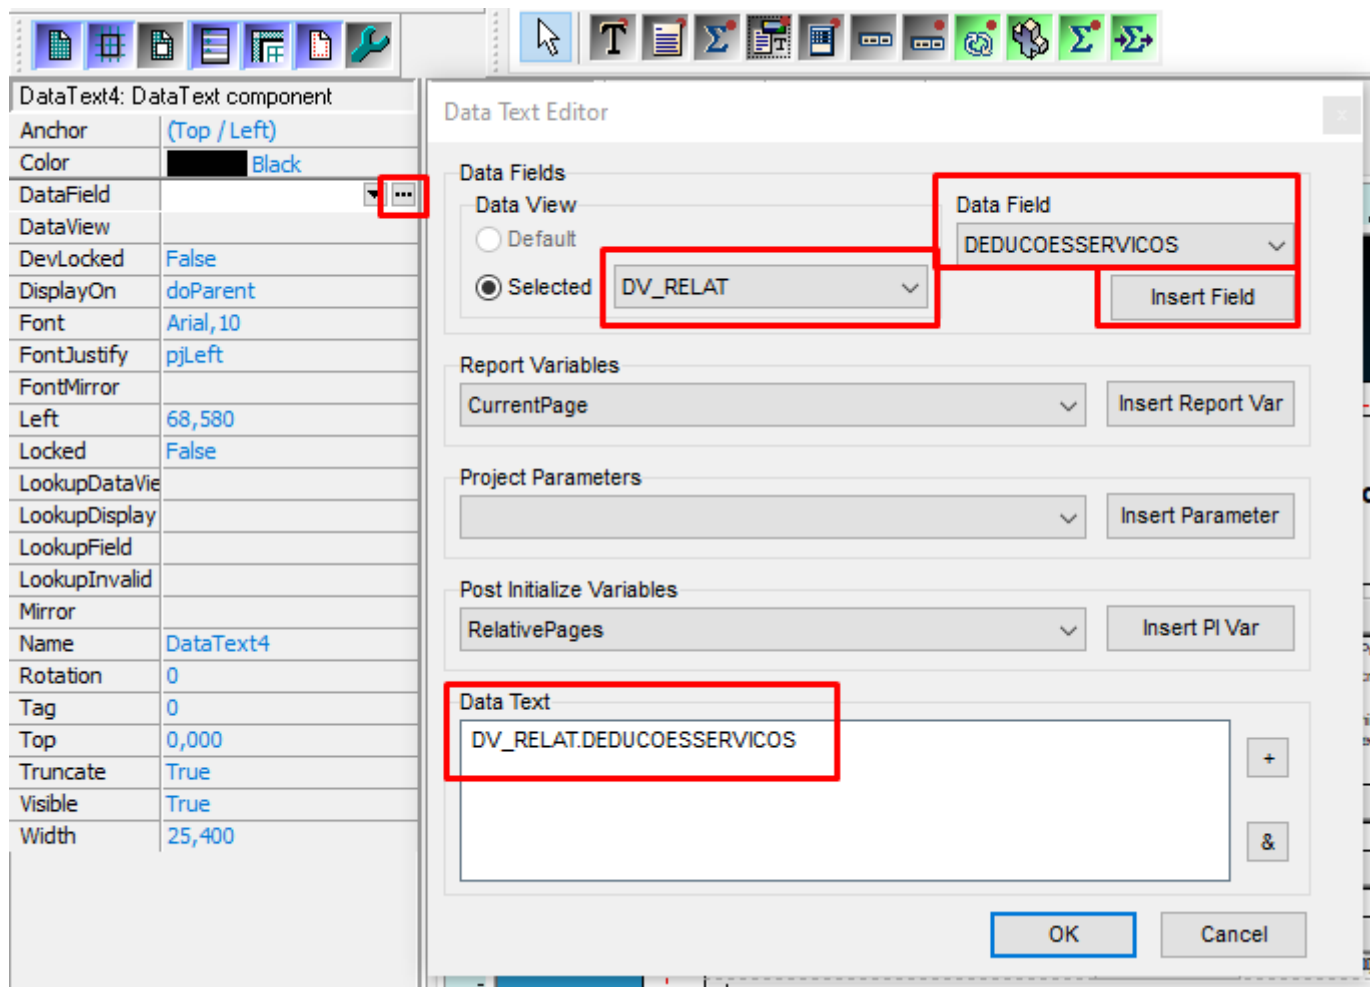 DataText4: DataText component
Anchor (Top / Left)
Color Black
DataField ...
DataView
DevLocked False
DisplayOn doParent
Font Arial,10
FontJustify pjLeft
FontMirror
Left 68,580
Locked False
LookupDataVie
LookupDisplay
LookupField
LookupInvalid
Mirror
Name DataText4
Rotation 0
Tag 0
Top 0,000
Truncate True
Visible True
Width 25,400
Data Text Editor
x
Data Fields
Data View
Default
Selected DV_RELAT
Data Field
DEDUCOESSERVICOS
Insert Field
Report Variables
CurrentPage Insert Report Var
Project Parameters
Insert Parameter
Post Initialize Variables
RelativePages Insert PI Var
Data Text
DV_RELAT.DEDUCOESSERVICOS
+
&
OK Cancel